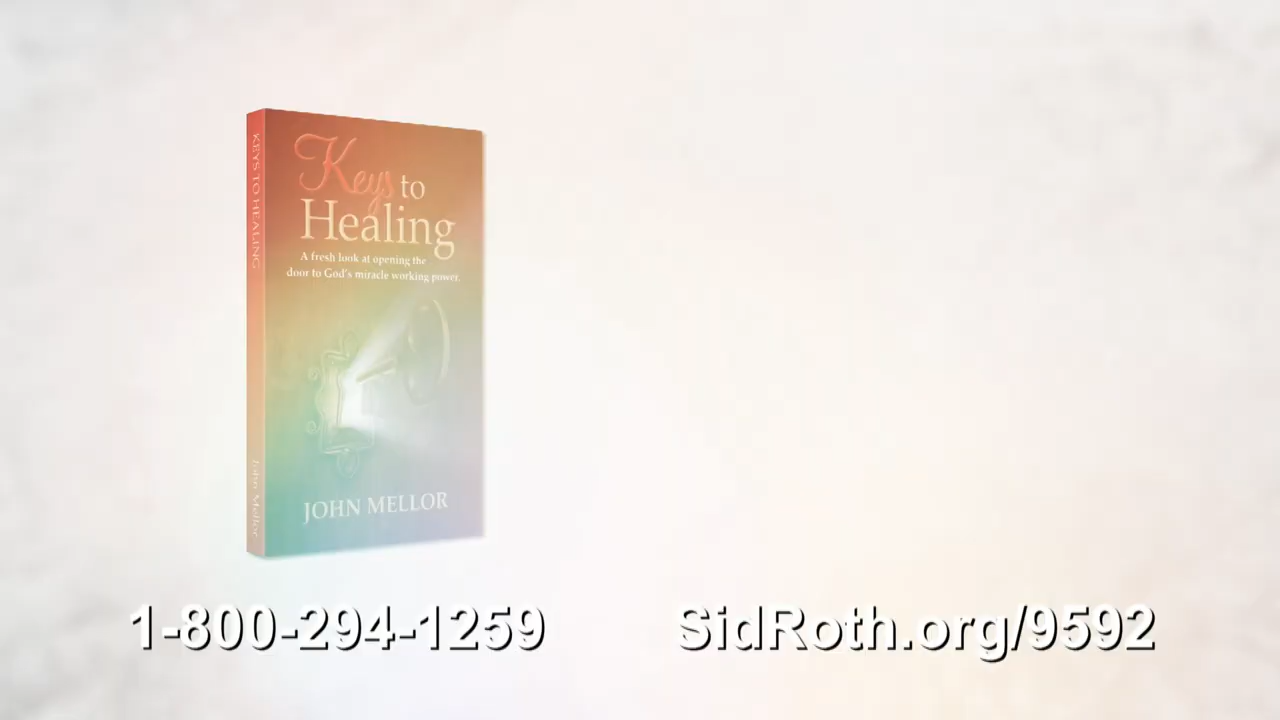 KEYS TO HEALING
John Mellor
Keys to
Healing
A fresh look at opening the
door to God's miracle working power.
JOHN MELLOR
1-800-294-1259
SidRoth.org/9592